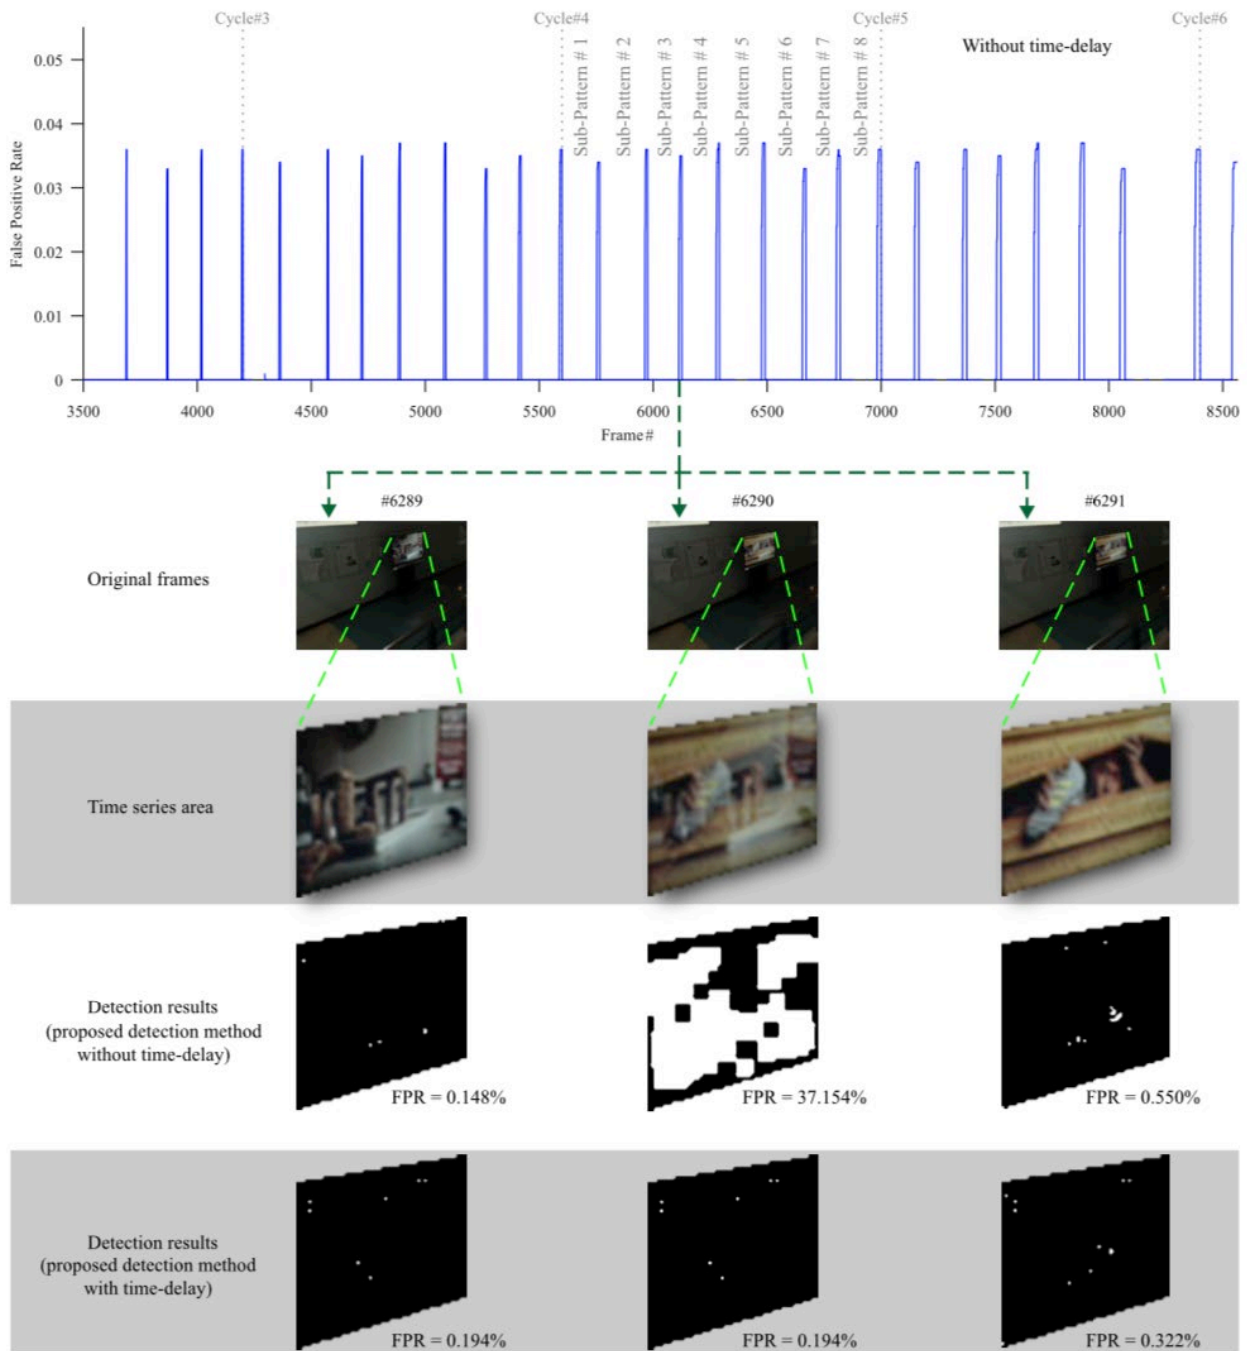 Cycle#3
Cycle#4
Cycle#5
Cycle#6
Sub-Pattern # 1
Sub-Pattern # 2
Sub-Pattern # 3
Sub-Pattern # 4
Sub-Pattern # 5
Sub-Pattern # 6
Sub-Pattern # 7
Sub-Pattern # 8
Without time-delay
False Positive Rate
0.05
0.04
0.03
0.02
0.01
0
3500 4000 4500 5000 5500 6000 6500 7000 7500 8000 8500
Frame#
#6289 #6290 #6291
Original frames
Time series area
Detection results
(proposed detection method
without time-delay)
FPR = 0.148% FPR = 37.154% FPR = 0.550%
Detection results
(proposed detection method
with time-delay)
FPR = 0.194% FPR = 0.194% FPR = 0.322%